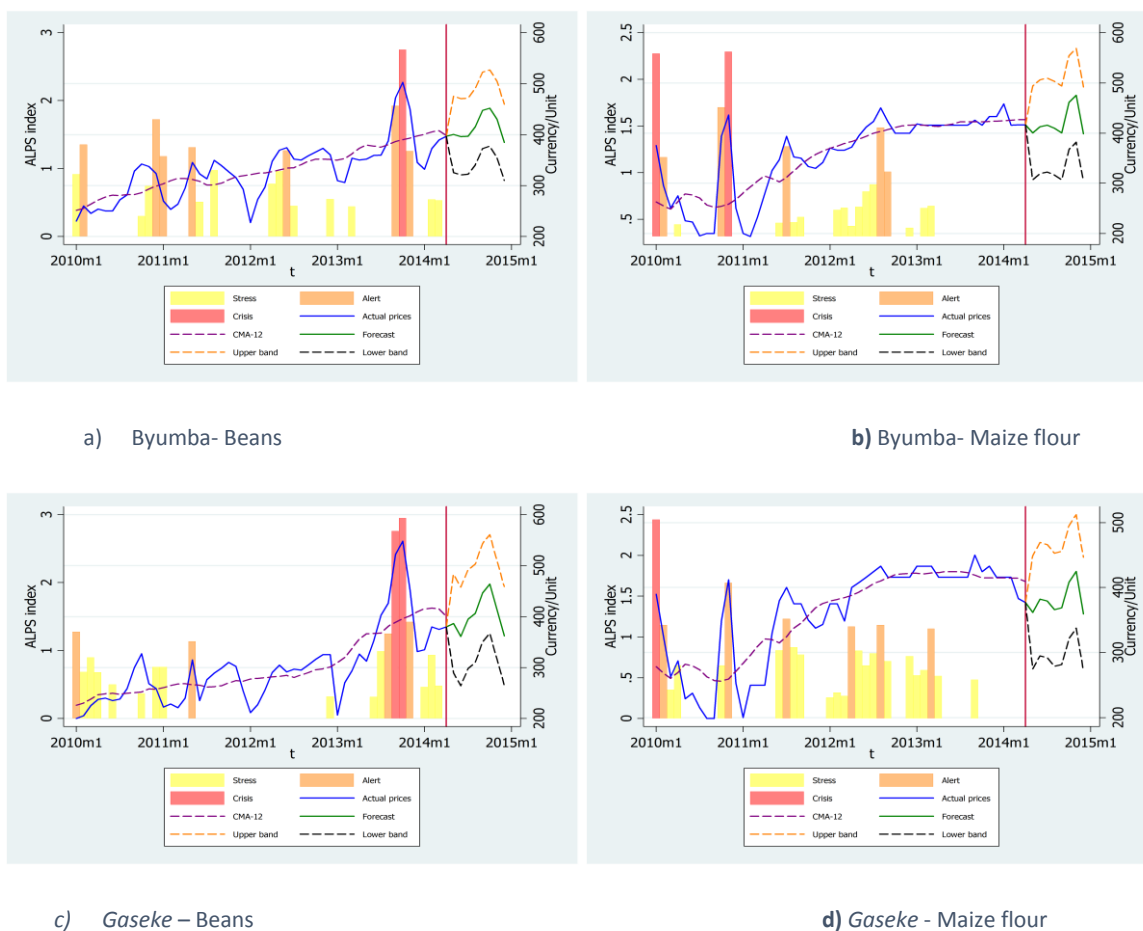 3
2
1
0
ALPS index
600
500
400
300
200
Currency/Unit
2010m1 2011m1 2012m1 2013m1 2014m1 2015m1
t
Stress Alert
Crisis Actual prices
CMA-12 Forecast
Upper band Lower band
2.5
2
1.5
1
.5
ALPS index
600
500
400
300
200
Currency/Unit
2010m1 2011m1 2012m1 2013m1 2014m1 2015m1
t
Stress Alert
Crisis Actual prices
CMA-12 Forecast
Upper band Lower band
a) Byumba- Beans
b) Byumba- Maize flour
3
2
1
0
ALPS index
600
500
400
300
200
Currency/Unit
2010m1 2011m1 2012m1 2013m1 2014m1 2015m1
t
Stress Alert
Crisis Actual prices
CMA-12 Forecast
Upper band Lower band
2.5
2
1.5
1
.5
0
ALPS index
500
400
300
200
Currency/Unit
2010m1 2011m1 2012m1 2013m1 2014m1 2015m1
t
Stress Alert
Crisis Actual prices
CMA-12 Forecast
Upper band Lower band
c) Gaseke – Beans
d) Gaseke - Maize flour